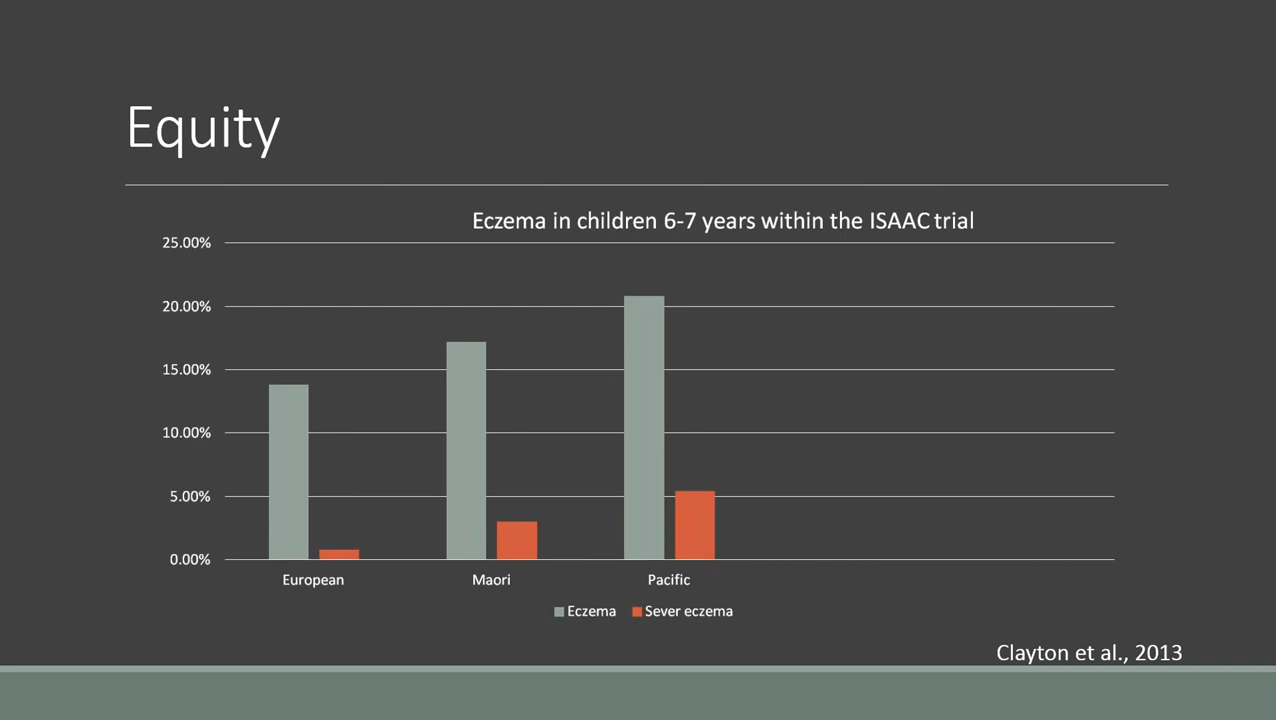 Equity
Eczema in children 6-7 years within the ISAAC trial
25.00%
20.00%
15.00%
10.00%
5.00%
0.00%
European Maori Pacific
Eczema Sever eczema
Clayton et al., 2013